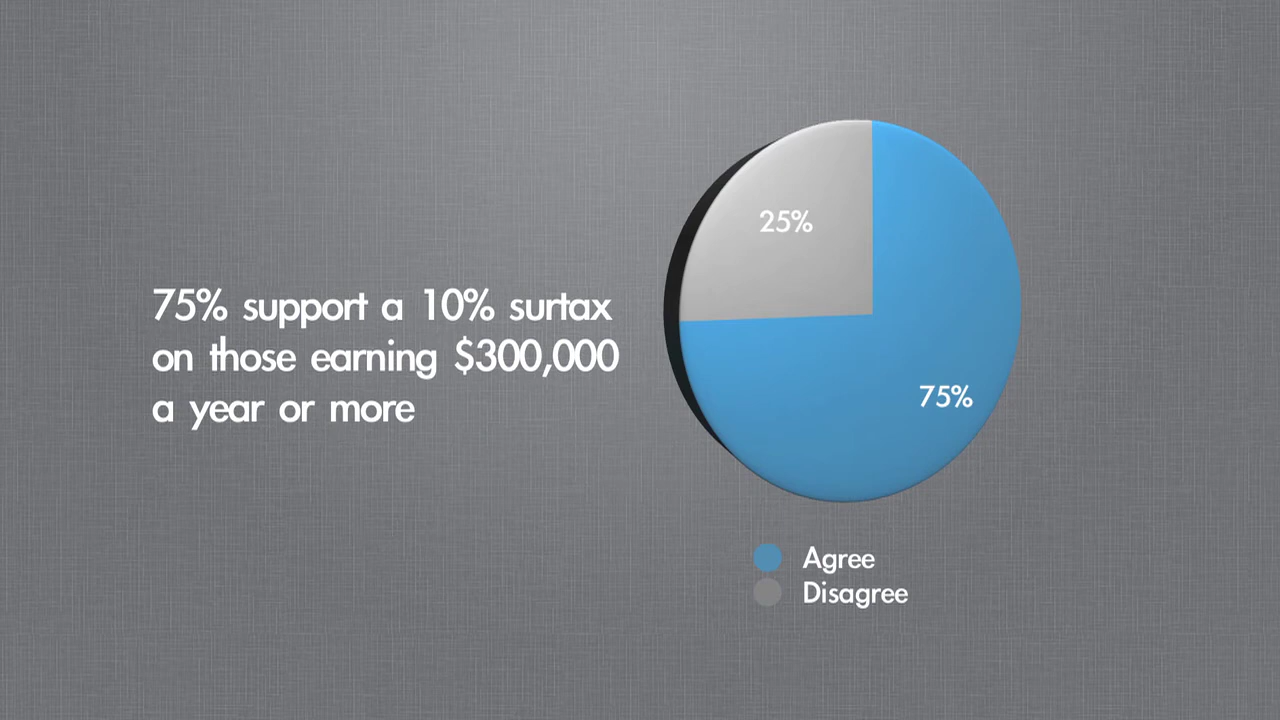 75% support a 10% surtax
on those earning $300,000
a year or more
25%
75%
Agree
Disagree